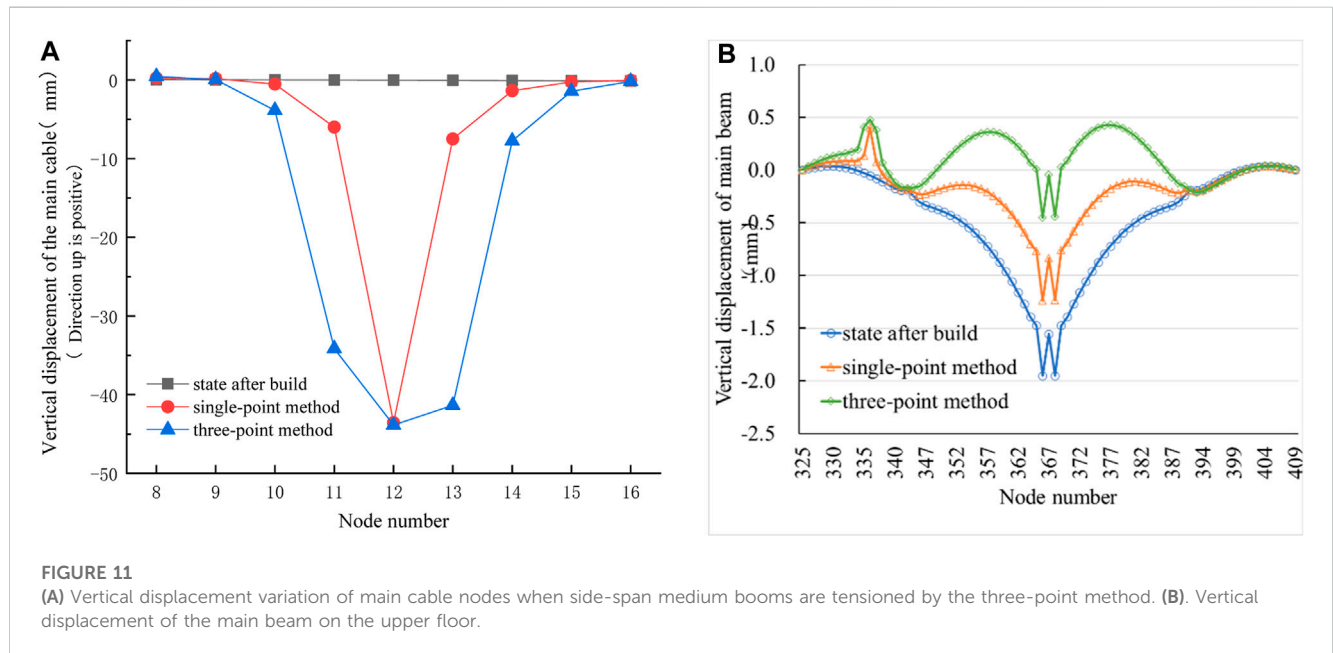 A
Vertical displacement of the main cable( mm)
( Direction up is positive)
0
−10
−20
−30
−40
−50
state after build
single-point method
three-point method
8 9 10 11 12 13 14 15 16
Node number
B
Vertical displacement of main beam
(mm)
1.0
0.5
0.0
-0.5
-1.0
-1.5
-2.0
-2.5
state after build
single-point method
three-point method
325 330 335 340 347 352 357 362 367 372 377 382 387 394 399 404 409
Node number
FIGURE 11
(A) Vertical displacement variation of main cable nodes when side-span medium booms are tensioned by the three-point method. (B). Vertical
displacement of the main beam on the upper floor.